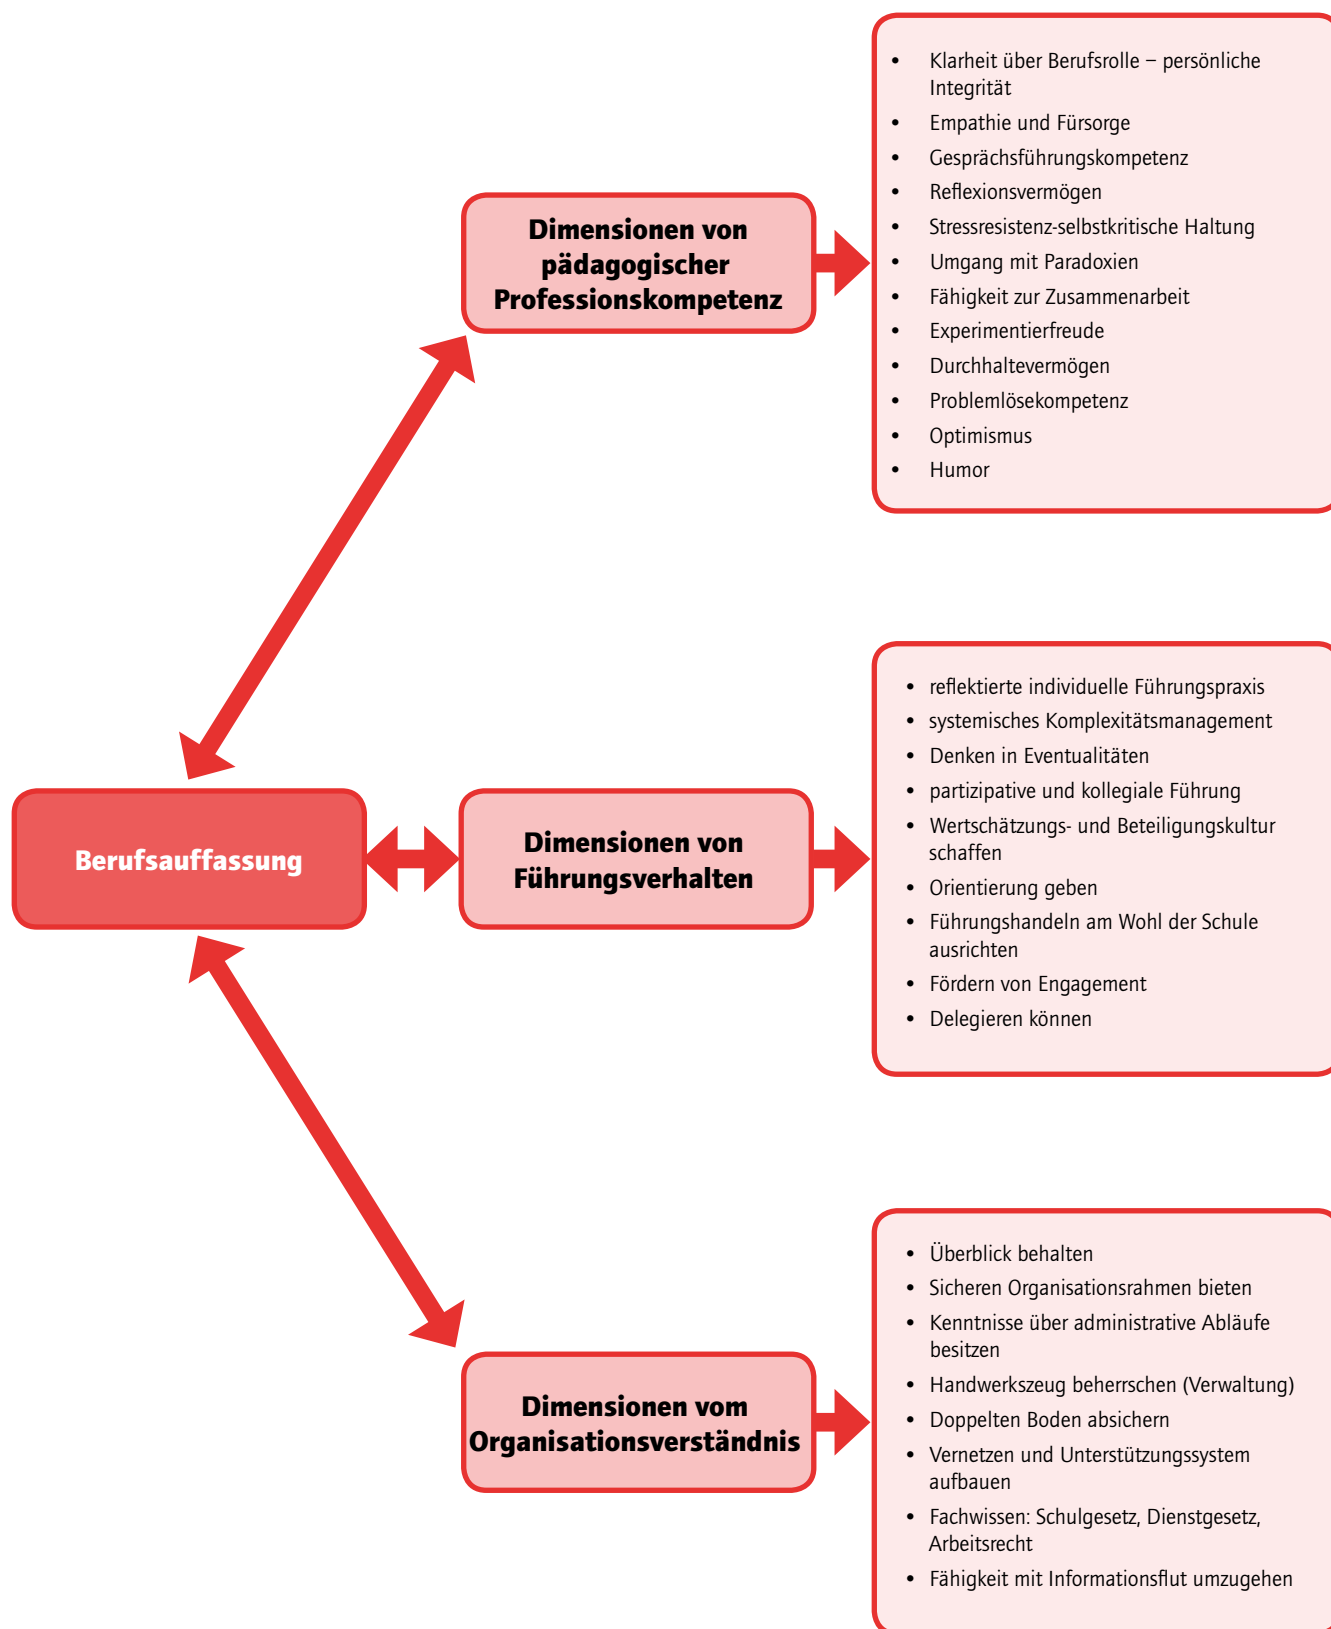 Berufsauffassung
Dimensionen von
pädagogischer
Professionskompetenz
• Klarheit über Berufsrolle – persönliche
Integrität
• Empathie und Fürsorge
• Gesprächsführungskompetenz
• Reflexionsvermögen
• Stressresistenz-selbstkritische Haltung
• Umgang mit Paradoxien
• Fähigkeit zur Zusammenarbeit
• Experimentierfreude
• Durchhaltevermögen
• Problemlösekompetenz
• Optimismus
• Humor
Dimensionen von
Führungsverhalten
• reflektierte individuelle Führungspraxis
• systemisches Komplexitätsmanagement
• Denken in Eventualitäten
• partizipative und kollegiale Führung
• Wertschätzungs- und Beteiligungskultur
schaffen
• Orientierung geben
• Führungshandeln am Wohl der Schule
ausrichten
• Fördern von Engagement
• Delegieren können
Dimensionen vom
Organisationsverständnis
• Überblick behalten
• Sicheren Organisationsrahmen bieten
• Kenntnisse über administrative Abläufe
besitzen
• Handwerkszeug beherrschen (Verwaltung)
• Doppelten Boden absichern
• Vernetzen und Unterstützungssystem
aufbauen
• Fachwissen: Schulgesetz, Dienstgesetz,
Arbeitsrecht
• Fähigkeit mit Informationsflut umzugehen